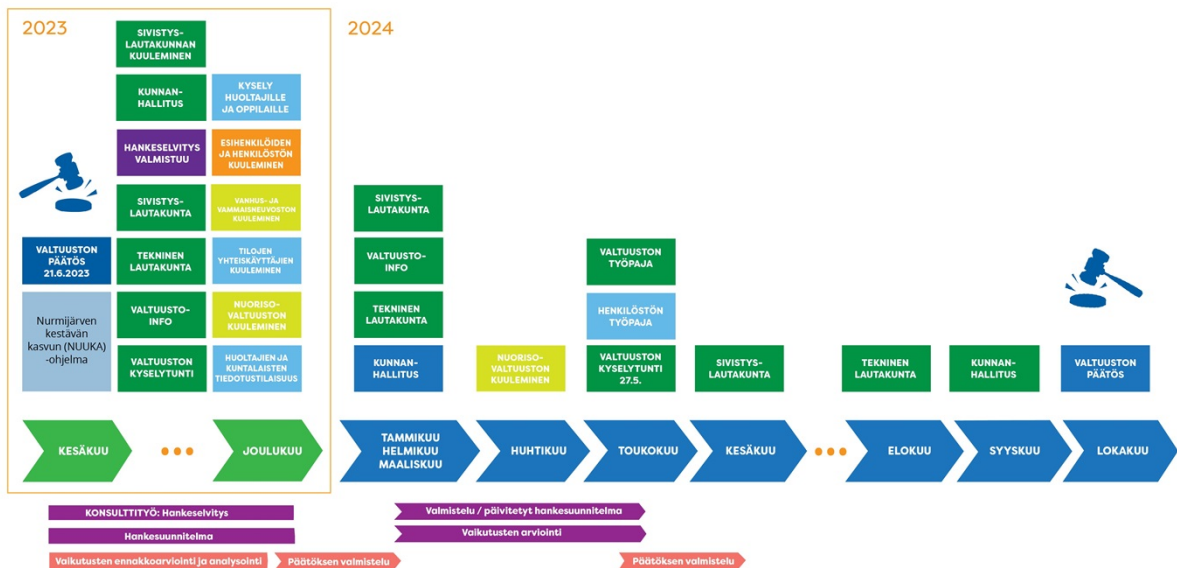 2023
VALTUUSTON
PÄÄTÖS
21.6.2023
Nurmijärven
kestävän
kasvun (NUUKA)
-ohjelma
SIVISTYS-
LAUTAKUNNAN
KUULEMINEN
KUNNAN-
HALLITUS
HANKESELVITYS
VALMISTUU
SIVISTYS-
LAUTAKUNTA
TEKNINEN
LAUTAKUNTA
VALTUUSTO-
INFO
VALTUUSTON
KYSELYTUNTI
KYSELY
HUOLTAJILLE
JA OPPILAILLE
ESIHENKILÖIDEN
JA HENKILÖSTÖN
KUULEMINEN
VANHUS- JA
VAMMAISNEUVOSTON
KUULEMINEN
TILOJEN
YHTEISKÄYTTÄJIEN
KUULEMINEN
NUORISO-
VALTUUSTON
KUULEMINEN
HUOLTAJIEN JA
KUNTALAISTEN
TIEDOTUSTILAISUUS
2024
SIVISTYS-
LAUTAKUNTA
VALTUUSTO-
INFO
TEKNINEN
LAUTAKUNTA
KUNNAN-
HALLITUS
NUORISO-
VALTUUSTON
KUULEMINEN
VALTUUSTON
TYÖPAJA
HENKILÖSTÖN
TYÖPAJA
VALTUUSTON
KYSELYTUNTI
27.5.
SIVISTYS-
LAUTAKUNTA
TEKNINEN
LAUTAKUNTA
KUNNAN-
HALLITUS
VALTUUSTON
PÄÄTÖS
KESÄKUU
JOULUKUU
TAMMIKUU
HELMIKUU
MAALISKUU
HUHTIKUU
TOUKOKUU
KESÄKUU
ELOKUU
SYYSKUU
LOKAKUU
KONSULTTITYÖ: Hankeselvitys
Valmistelu / päivitetyt hankesuunnitelma
Hankesuunnitelma
Vaikutusten arviointi
Vaikutusten ennakkoarviointi ja analysointi
Päätöksen valmistelu
Päätöksen valmistelu